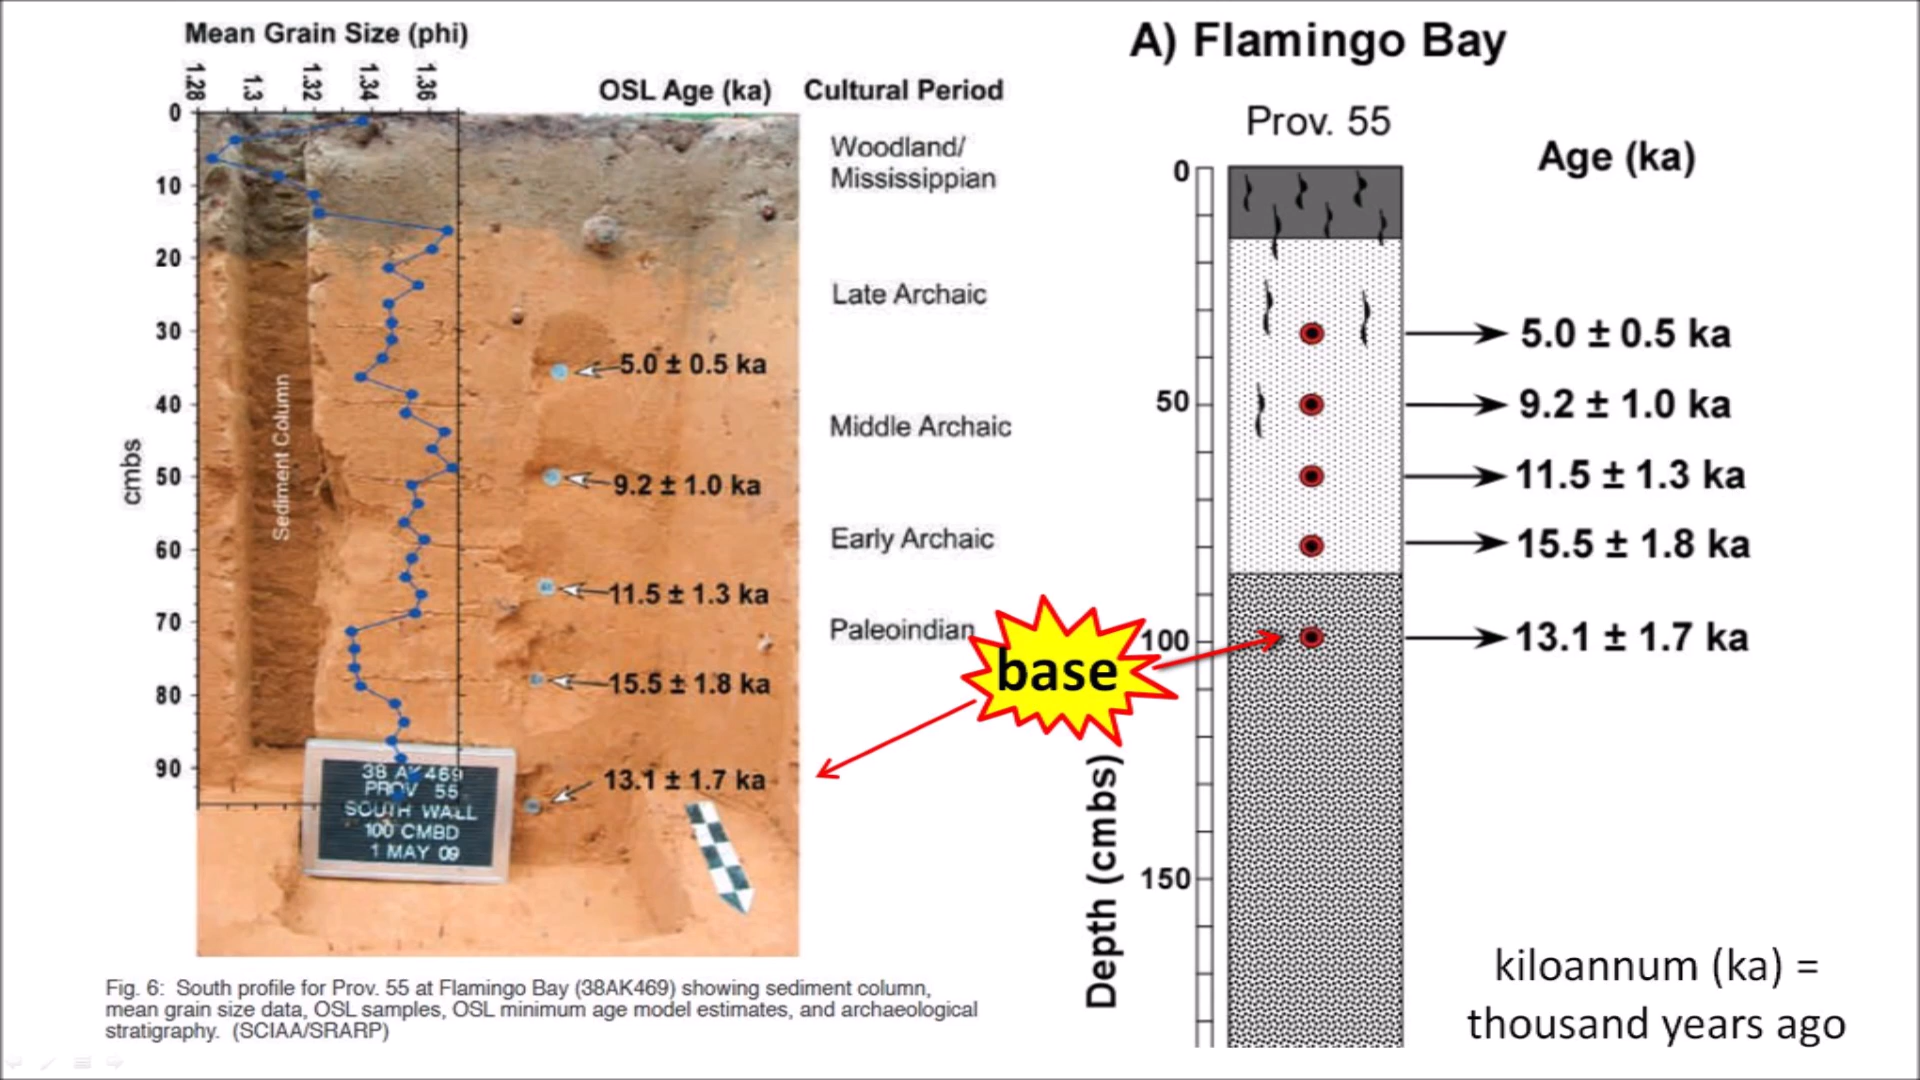 Mean Grain Size (phi)
1.28
1.3
1.32
1.34
1.36
OSL Age (ka)
Cultural Period
0
10
20
30
40
50
60
70
80
90
cmbs
Sediment Column
5.0 ± 0.5 ka
9.2 ± 1.0 ka
11.5 ± 1.3 ka
15.5 ± 1.8 ka
13.1 ± 1.7 ka
Woodland/
Mississippian
Late Archaic
Middle Archaic
Early Archaic
Paleoindian
38 AK 469
PROV 55
SOUTH WALL
100 CMBD
1 MAY 09
Fig. 6: South profile for Prov. 55 at Flamingo Bay (38AK469) showing sediment column,
mean grain size data, OSL samples, OSL minimum age model estimates, and archaeological
stratigraphy. (SCIAA/SRARP)
base
A) Flamingo Bay
Prov. 55
Age (ka)
0
50
100
150
Depth (cmbs)
5.0 ± 0.5 ka
9.2 ± 1.0 ka
11.5 ± 1.3 ka
15.5 ± 1.8 ka
13.1 ± 1.7 ka
kiloannum (ka) =
thousand years ago